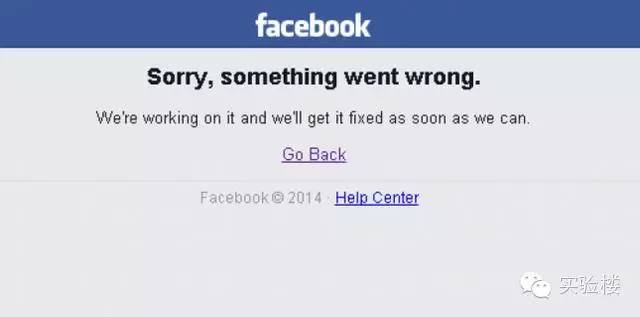 facebook
Sorry, something went wrong.
We're working on it and we'll get it fixed as soon as we can.
Go Back
Facebook © 2014 · Help Center
实验楼